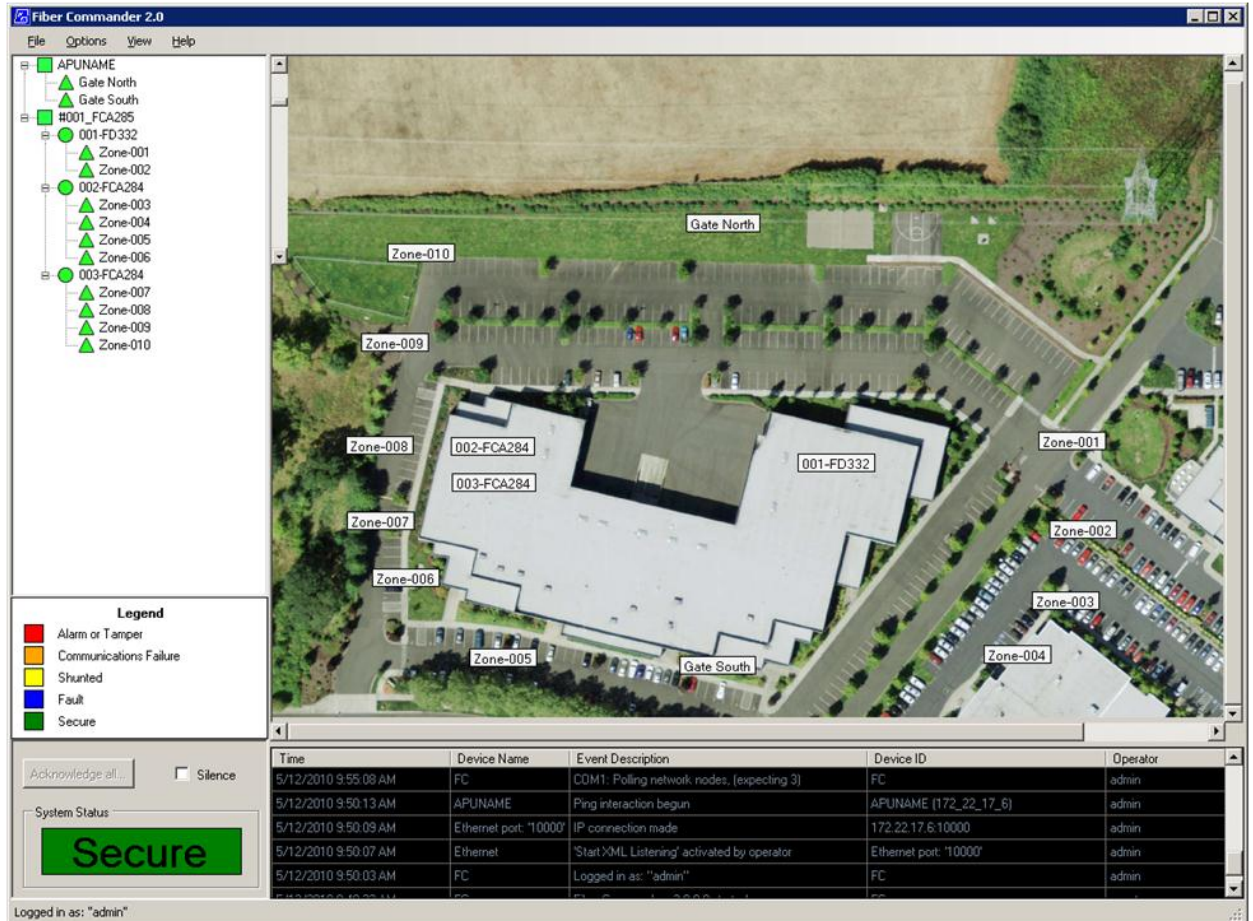 Fiber Commander 2.0
File Options View Help
APUNAME
Gate North
Gate South
#001_FCA285
001-FD332
Zone-001
Zone-002
002-FCA284
Zone-003
Zone-004
Zone-005
Zone-006
003-FCA284
Zone-007
Zone-008
Zone-009
Zone-010
Gate North
Zone-010
Zone-009
Zone-008
002-FCA284
003-FCA284
001-FD332
Zone-001
Zone-007
Zone-002
Zone-006
Zone-003
Zone-005
Gate South
Zone-004
Legend
Alarm or Tamper
Communications Failure
Shunted
Fault
Secure
Acknowledge all...
Silence
System Status
Secure
Time Device Name Event Description Device ID Operator
5/12/2010 9:55:08 AM FC COM1: Polling network nodes, (expecting 3) FC admin
5/12/2010 9:50:13 AM APUNAME Ping interaction begun APUNAME (172_22_17_6) admin
5/12/2010 9:50:09 AM Ethernet port: '10000' IP connection made 172.22.17.6:10000 admin
5/12/2010 9:50:07 AM Ethernet 'Start XML Listening' activated by operator Ethernet port: '10000' admin
5/12/2010 9:50:03 AM FC Logged in as: "admin" FC admin
Logged in as: "admin"